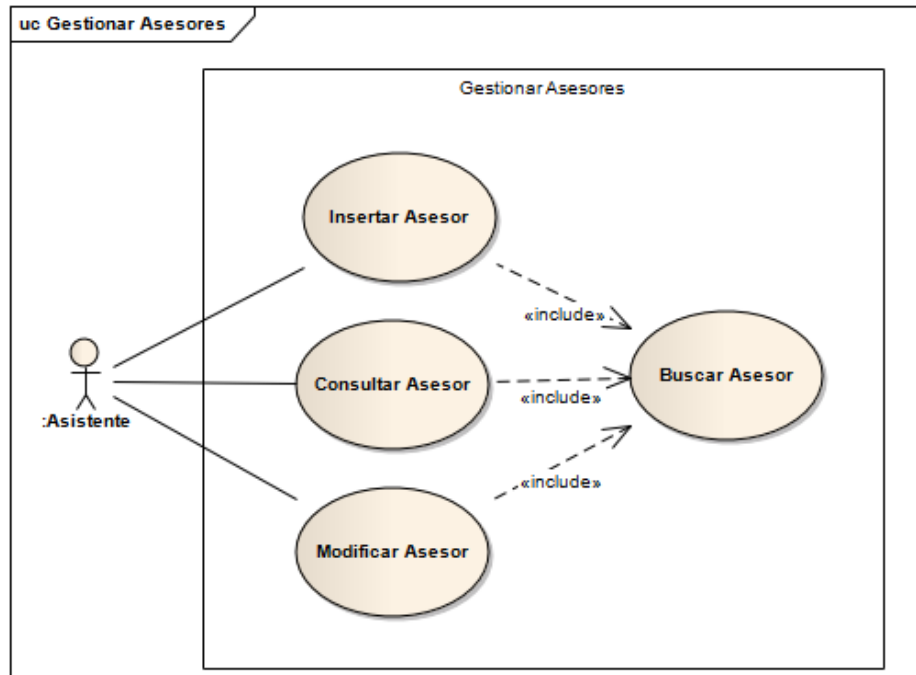 uc Gestionar Asesores
Gestionar Asesores
Insertar Asesor
«include»
Consultar Asesor
Buscar Asesor
«include»
:Asistente
«include»
Modificar Asesor